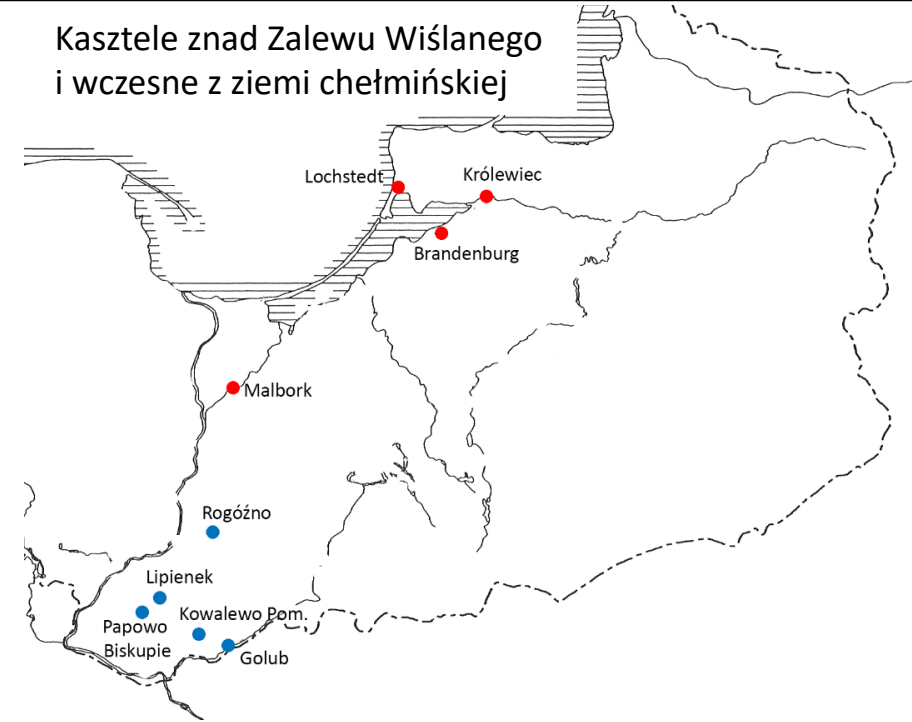 Kasztele znad Zalewu Wiślanego
i wczesne z ziemi chełmińskiej
Lochstedt
Królewiec
Brandenburg
Malbork
Rogóźno
Lipienek
Papowo
Biskupie
Kowalewo Pom.
Golub